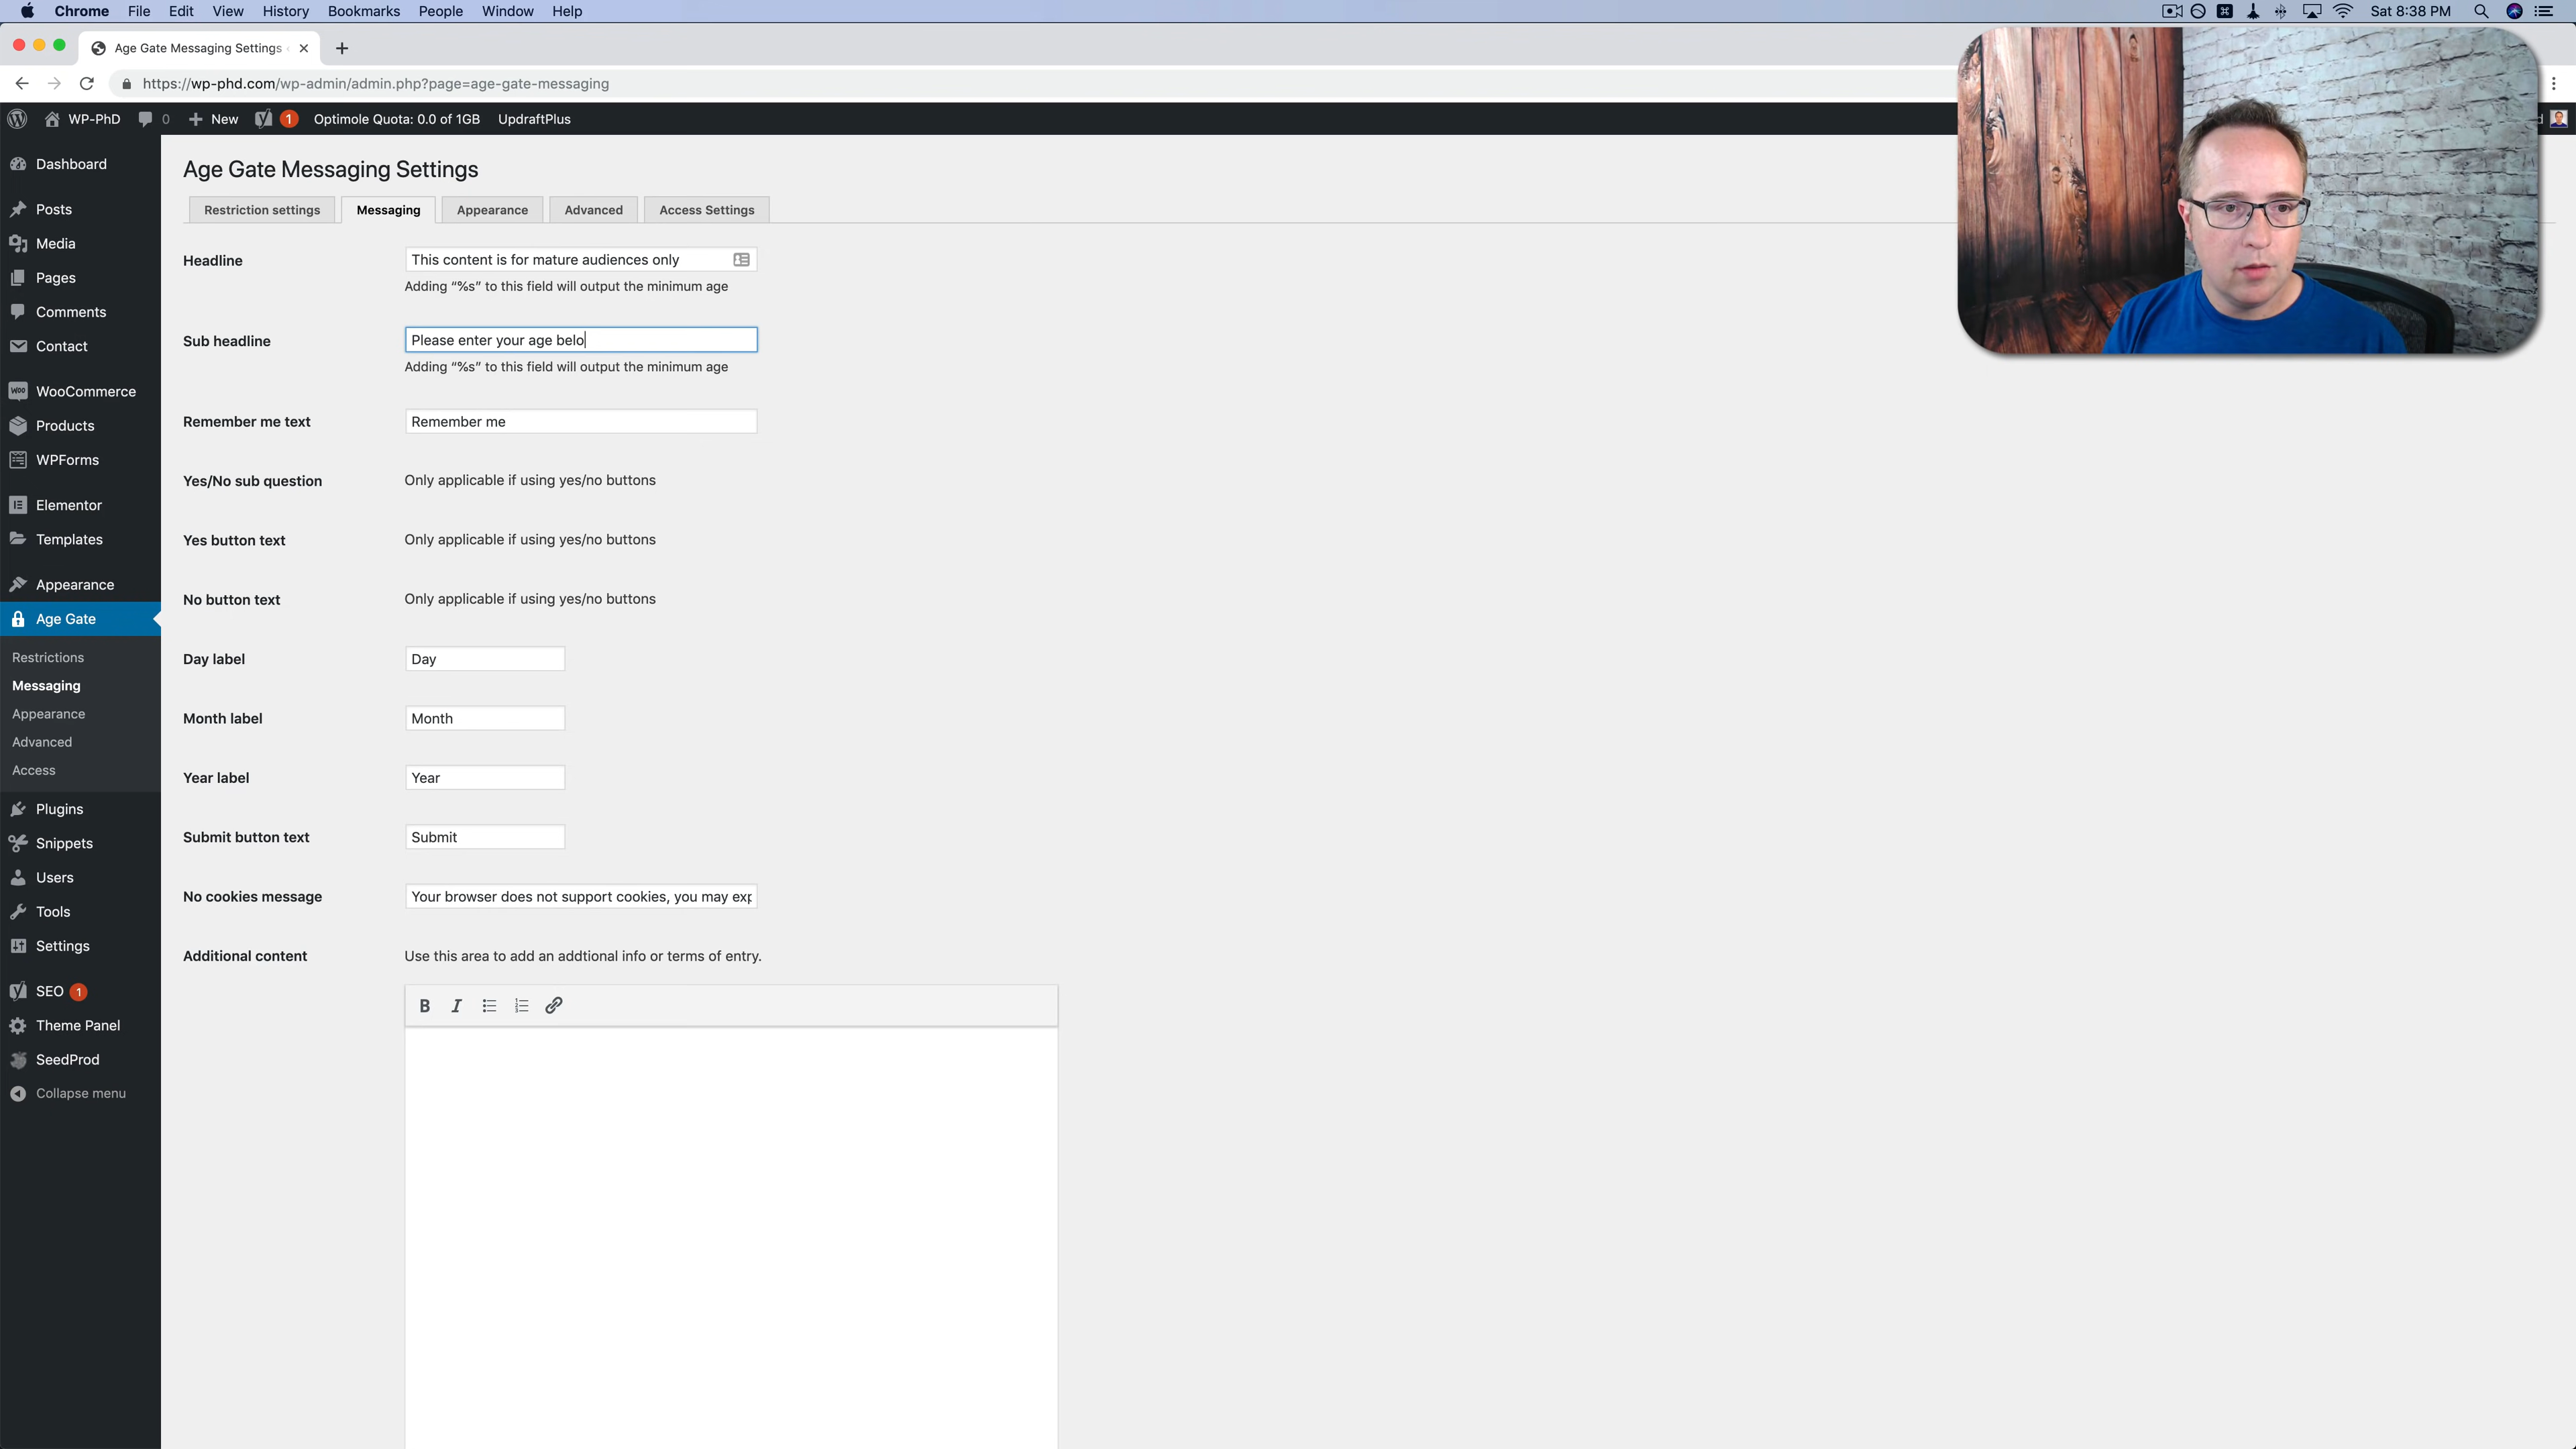 Chrome File Edit View History Bookmarks People Window Help Sat 8:38 PM
Age Gate Messaging Settings
https://wp-phd.com/wp-admin/admin.php?page=age-gate-messaging
WP-PhD 0 New 1 Optimole Quota: 0.0 of 1GB UpdraftPlus
Dashboard
Posts
Media
Pages
Comments
Contact
WooCommerce
Products
WPForms
Elementor
Templates
Appearance
Age Gate
Restrictions
Messaging
Appearance
Advanced
Access
Plugins
Snippets
Users
Tools
Settings
SEO 1
Theme Panel
SeedProd
Collapse menu
Age Gate Messaging Settings
Restriction settings Messaging Appearance Advanced Access Settings
Headline This content is for mature audiences only
Adding “%s” to this field will output the minimum age
Sub headline Please enter your age belo
Adding “%s” to this field will output the minimum age
Remember me text Remember me
Yes/No sub question Only applicable if using yes/no buttons
Yes button text Only applicable if using yes/no buttons
No button text Only applicable if using yes/no buttons
Day label Day
Month label Month
Year label Year
Submit button text Submit
No cookies message Your browser does not support cookies, you may exp
Additional content Use this area to add an addtional info or terms of entry.
B I